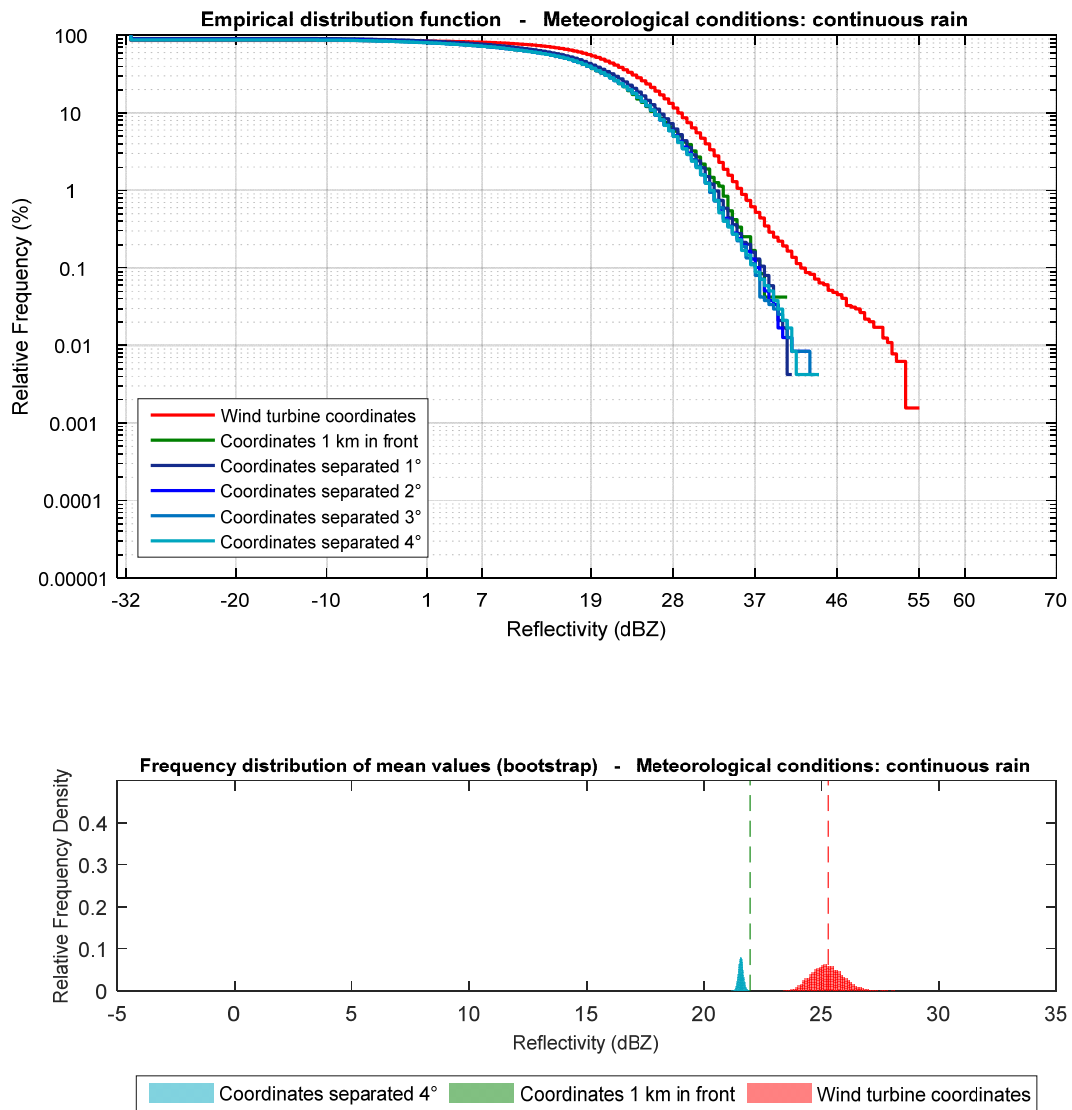 Empirical distribution function - Meteorological conditions: continuous rain
100
10
1
0.1
0.01
0.001
0.0001
0.00001
Relative Frequency (%)
Wind turbine coordinates
Coordinates 1 km in front
Coordinates separated 1°
Coordinates separated 2°
Coordinates separated 3°
Coordinates separated 4°
-32 -20 -10 1 7 19 28 37 46 55 60 70
Reflectivity (dBZ)
Frequency distribution of mean values (bootstrap) - Meteorological conditions: continuous rain
Relative Frequency Density
0.4
0.3
0.2
0.1
0
-5 0 5 10 15 20 25 30 35
Reflectivity (dBZ)
Coordinates separated 4° Coordinates 1 km in front Wind turbine coordinates